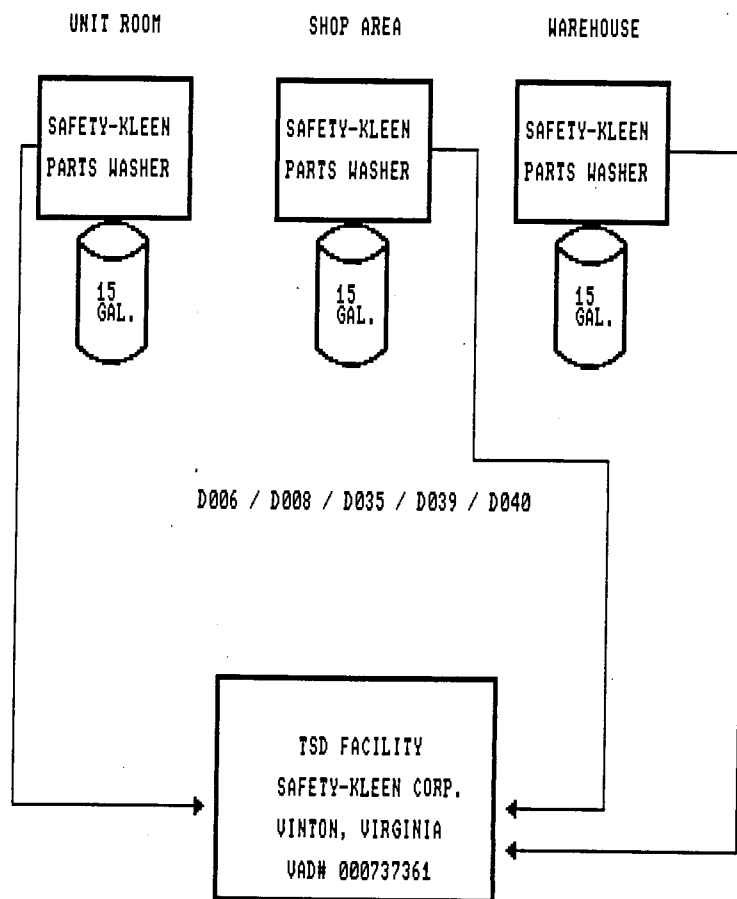 UNIT ROOM
SHOP AREA
WAREHOUSE
SAFETY-KLEEN
PARTS WASHER
SAFETY-KLEEN
PARTS WASHER
SAFETY-KLEEN
PARTS WASHER
15
GAL.
15
GAL.
15
GAL.
D006 / D008 / D035 / D039 / D040
TSD FACILITY
SAFETY-KLEEN CORP.
VINTON, VIRGINIA
VAD# 000737361